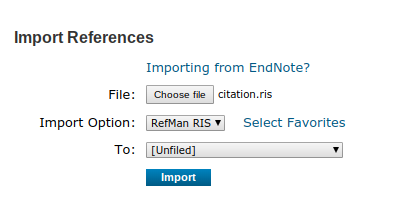 Import References
Importing from EndNote?
File: Choose file citation.ris
Import Option: RefMan RIS Select Favorites
To: [Unfiled]
Import